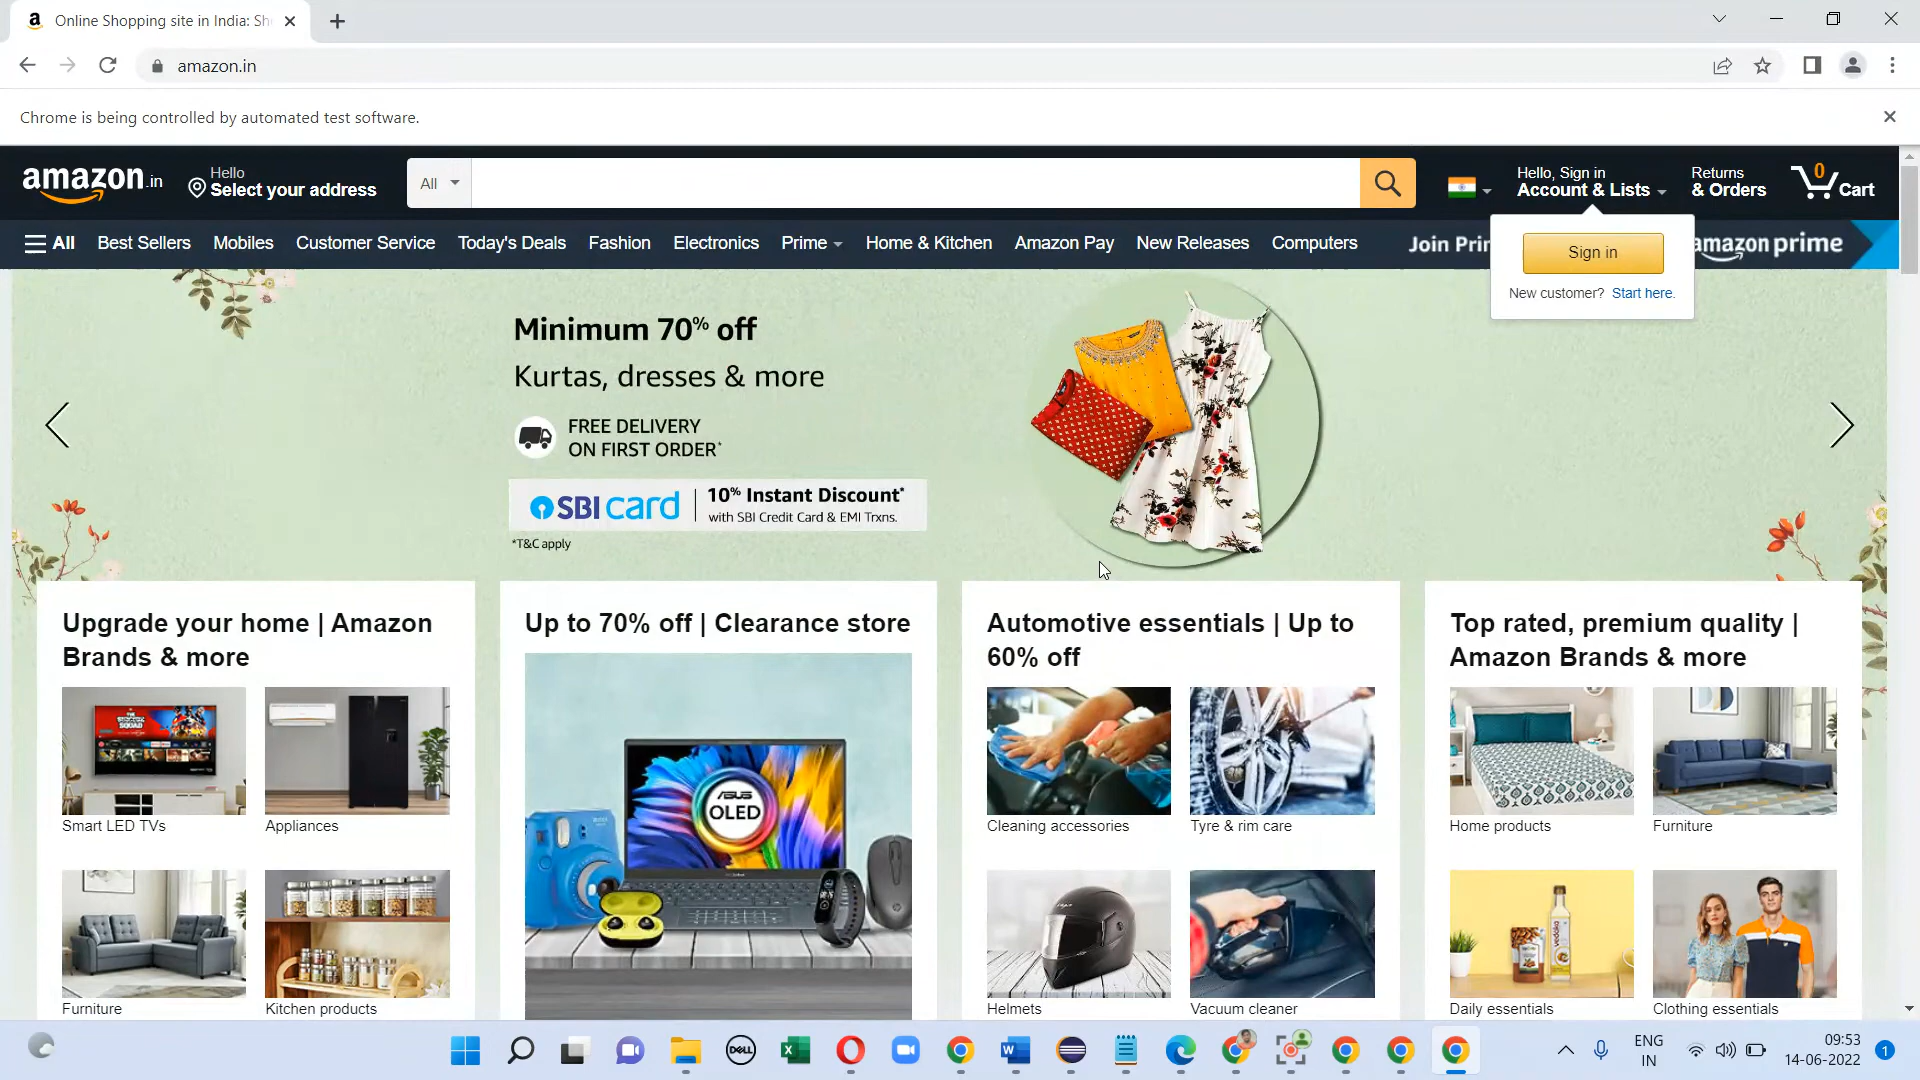 Online Shopping site in India: Sh
amazon.in
Chrome is being controlled by automated test software.
amazon.in
Hello
Select your address
All
Hello, Sign in
Account & Lists
Returns
& Orders
0
Cart
All
Best Sellers
Mobiles
Customer Service
Today's Deals
Fashion
Electronics
Prime
Home & Kitchen
Amazon Pay
New Releases
Computers
Join Pri
amazon prime
Sign in
New customer? Start here.
Minimum 70% off
Kurtas, dresses & more
FREE DELIVERY
ON FIRST ORDER*
SBI card
10% Instant Discount*
with SBI Credit Card & EMI Trxns.
*T&C apply
Upgrade your home | Amazon
Brands & more
Smart LED TVs
Appliances
Furniture
Kitchen products
Up to 70% off | Clearance store
ASUS
OLED
Automotive essentials | Up to
60% off
Cleaning accessories
Tyre & rim care
Helmets
Vacuum cleaner
Top rated, premium quality |
Amazon Brands & more
Home products
Furniture
Daily essentials
Clothing essentials
DELL
ENG
IN
09:53
14-06-2022
1